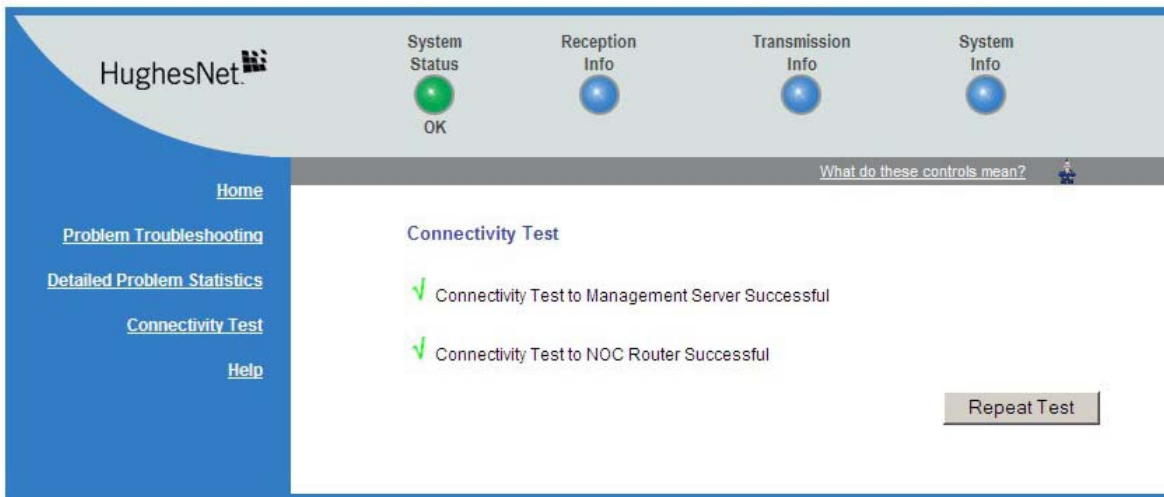 HughesNet.
System Status
OK
Reception Info
Transmission Info
System Info
What do these controls mean?
Home
Problem Troubleshooting
Detailed Problem Statistics
Connectivity Test
Help
Connectivity Test
√ Connectivity Test to Management Server Successful
√ Connectivity Test to NOC Router Successful
Repeat Test